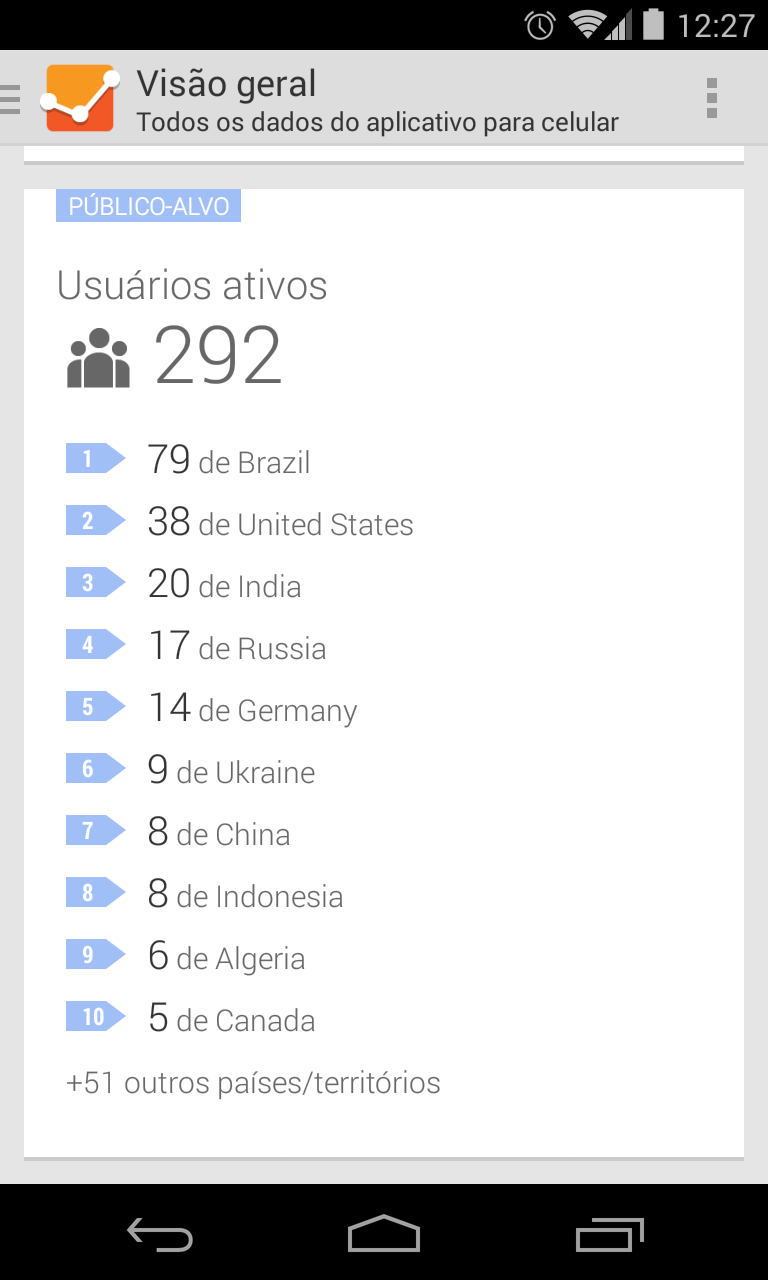 12:27
Visão geral
Todos os dados do aplicativo para celular
PÚBLICO-ALVO
Usuários ativos
292
1 79 de Brazil
2 38 de United States
3 20 de India
4 17 de Russia
5 14 de Germany
6 9 de Ukraine
7 8 de China
8 8 de Indonesia
9 6 de Algeria
10 5 de Canada
+51 outros países/territórios